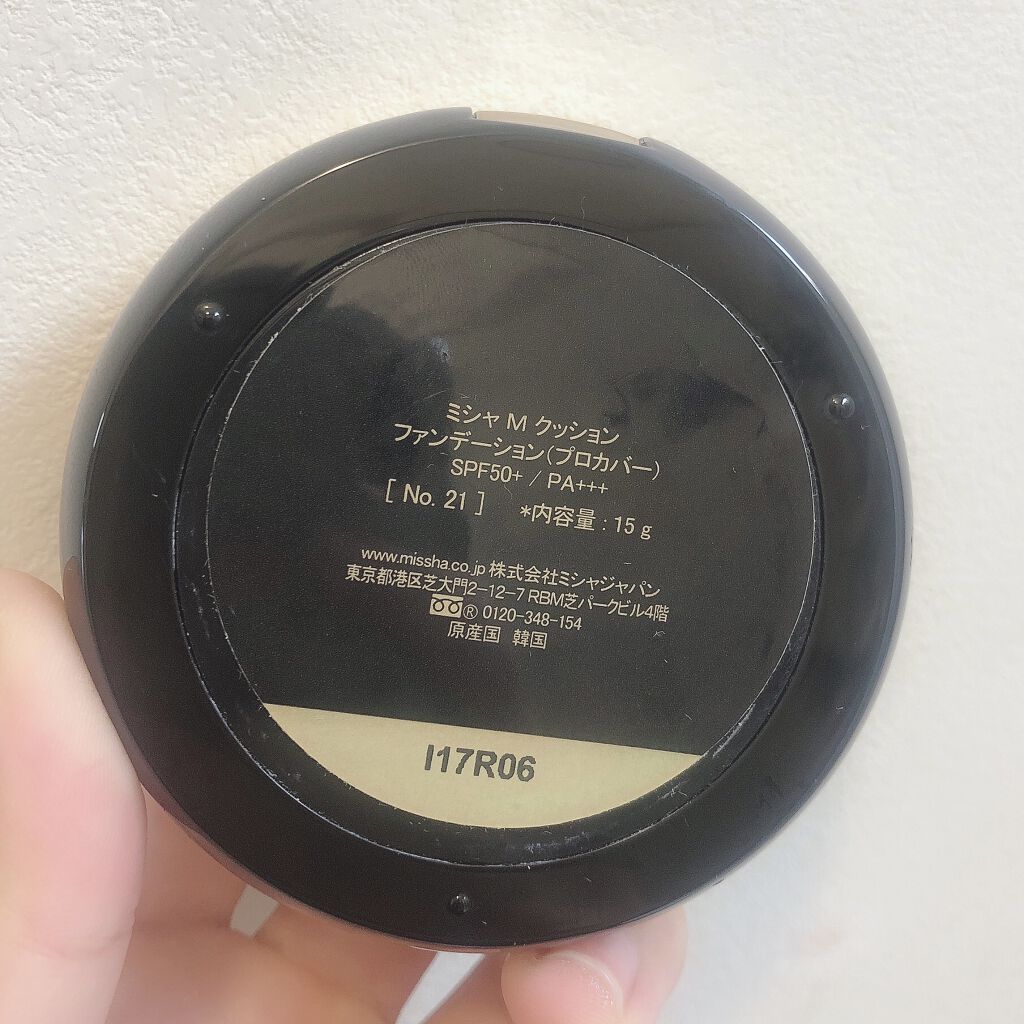 ミシャ M クッション
ファンデーション(プロカバー)
SPF50+ / PA+++
[ No. 21 ] *内容量 : 15 g
www.missha.co.jp 株式会社ミシャジャパン
東京都港区芝大門2-12-7 RBM芝パークビル4階
® 0120-348-154
原産国 韓国
I17R06